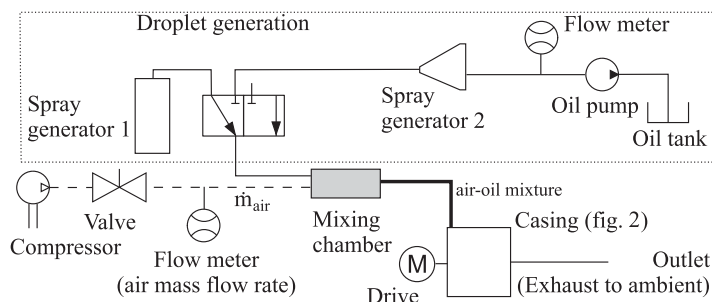 Droplet generation
Flow meter
Spray
generator 1
Spray
generator 2
Oil pump
Oil tank
ṁair
air-oil mixture
Valve
Compressor
Mixing
chamber
Casing (fig. 2)
Flow meter
(air mass flow rate)
M
Drive
Outlet
(Exhaust to ambient)